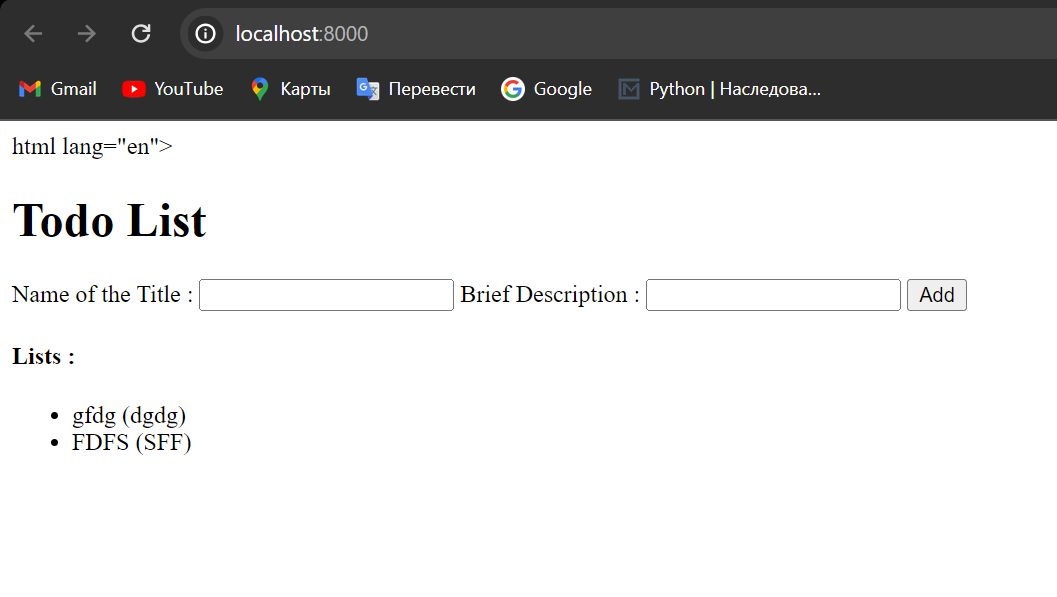 localhost:8000
Gmail YouTube Карты Перевести Google Python | Наследова...
html lang="en">
Todo List
Name of the Title : Brief Description : Add
Lists :
gfdg (dgdg)
FDFS (SFF)